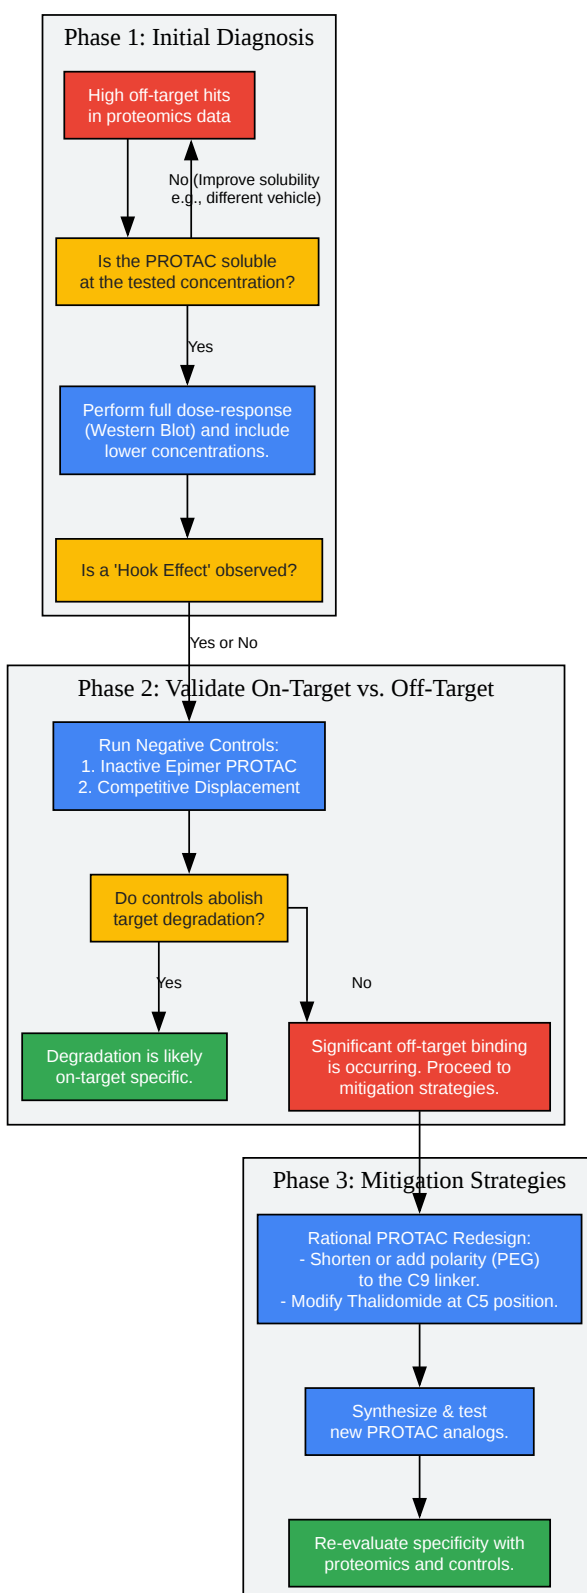 Phase 1: Initial Diagnosis
High off-target hits
in proteomics data
No (Improve solubility
e.g., different vehicle)
Is the PROTAC soluble
at the tested concentration?
Yes
Perform full dose-response
(Western Blot) and include
lower concentrations.
Is a 'Hook Effect' observed?
Yes or No
Phase 2: Validate On-Target vs. Off-Target
Run Negative Controls:
1. Inactive Epimer PROTAC
2. Competitive Displacement
Do controls abolish
target degradation?
Yes
No
Degradation is likely
on-target specific.
Significant off-target binding
is occurring. Proceed to
mitigation strategies.
Phase 3: Mitigation Strategies
Rational PROTAC Redesign:
- Shorten or add polarity (PEG)
to the C9 linker.
- Modify Thalidomide at C5 position.
Synthesize & test
new PROTAC analogs.
Re-evaluate specificity with
proteomics and controls.